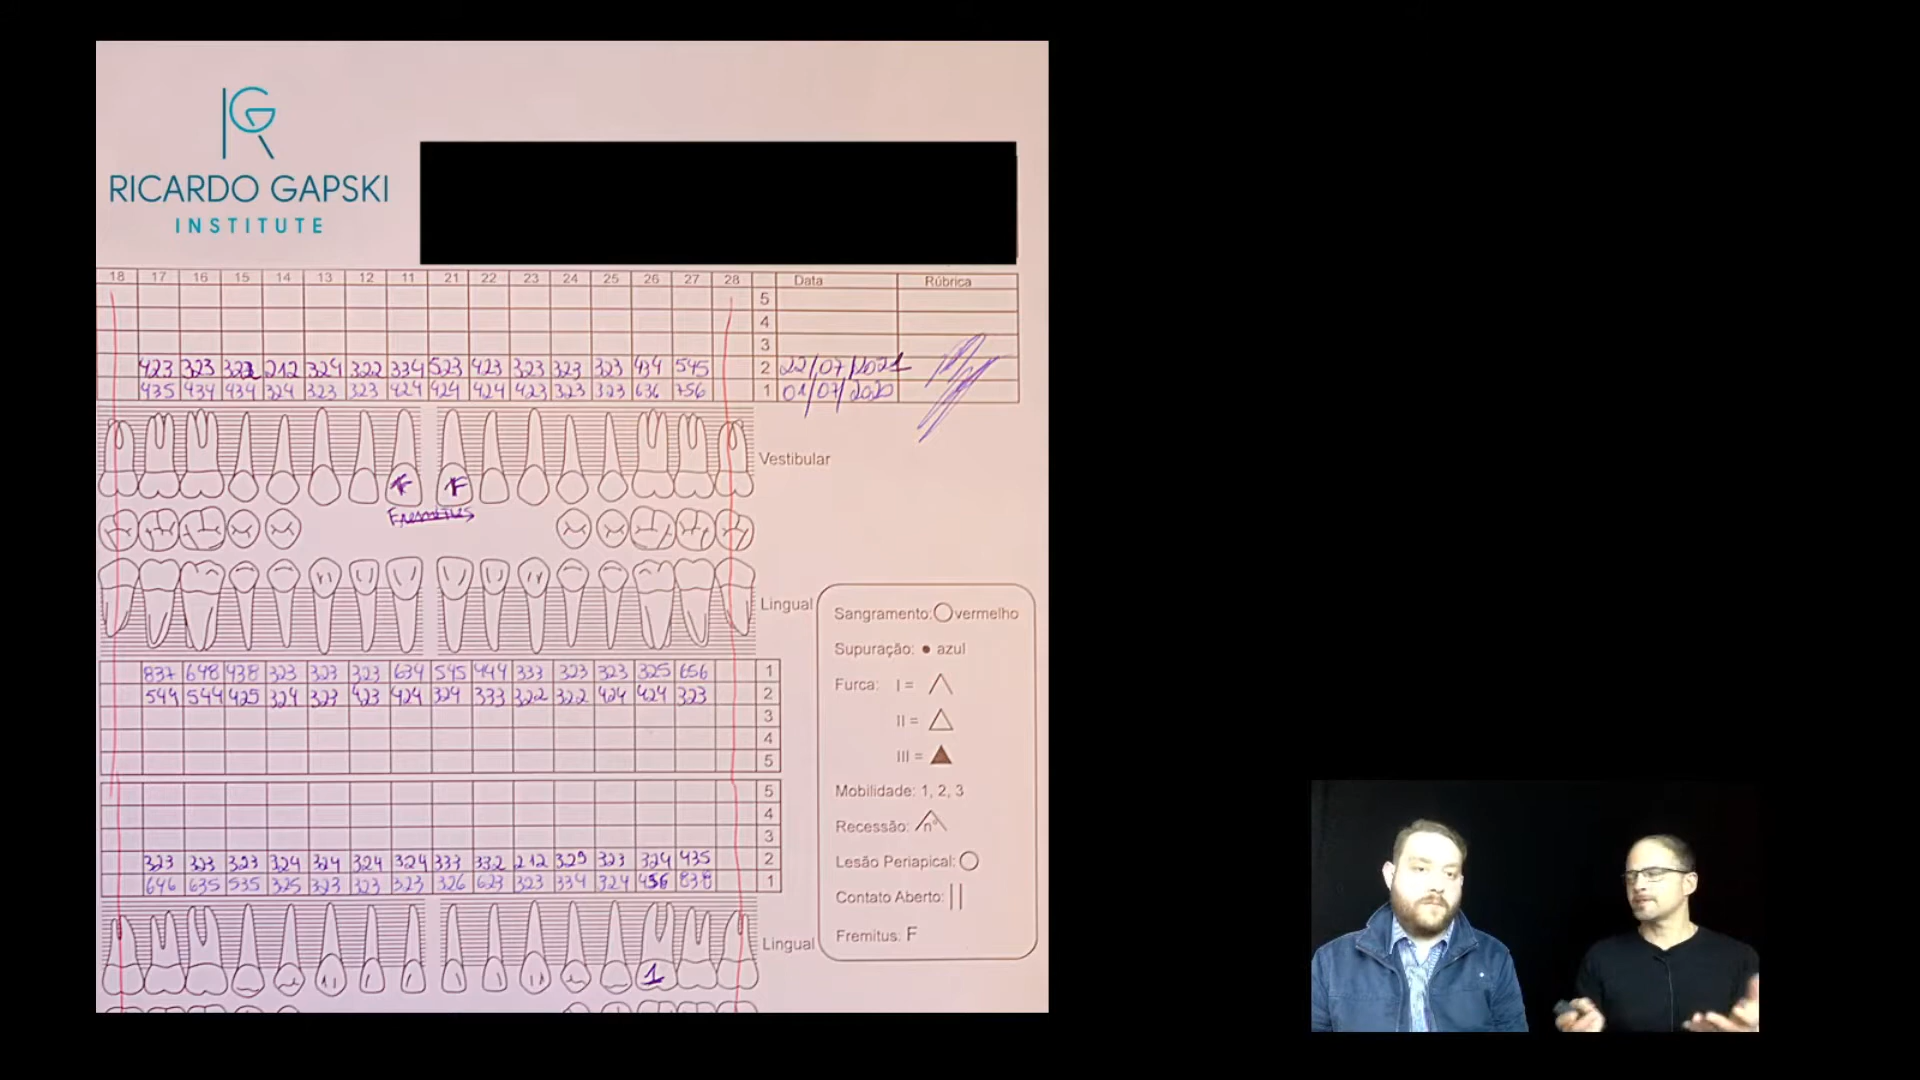 RICARDO GAPSKI
INSTITUTE
18 17 16 15 14 13 12 11 21 22 23 24 25 26 27 28 Data Rúbrica
5
4
3
423 323 322 212 324 322 334 523 423 323 323 323 434 545 2 22/07/2021
435 434 434 324 323 323 424 424 424 423 323 323 636 756 1 01/07/2020
Vestibular
F F
Fremitus
Lingual
837 648 438 323 323 323 634 545 444 333 323 323 325 656 1
544 544 425 324 323 423 424 324 333 322 322 424 424 323 2
3
4
5
5
4
3
323 323 323 324 324 324 324 333 332 212 323 323 324 435 2
646 635 535 325 323 323 323 326 623 323 334 324 456 838 1
Lingual
1
Sangramento: vermelho
Supuração: ● azul
Furca: I =
II =
III =
Mobilidade: 1, 2, 3
Recessão: n
Lesão Periapical:
Contato Aberto:
Fremitus: F